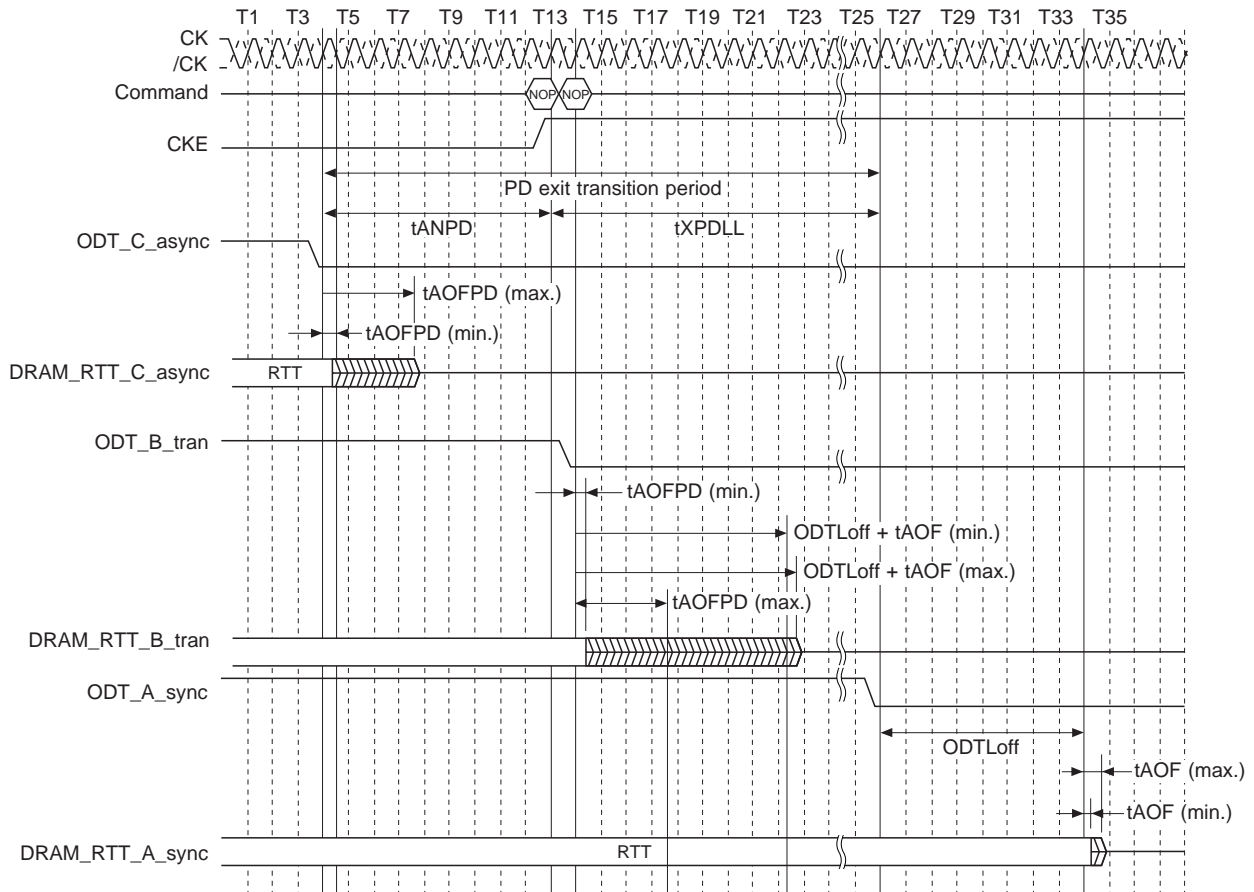 T1 T3 T5 T7 T9 T11 T13 T15 T17 T19 T21 T23 T25 T27 T29 T31 T33 T35
CK
/CK
Command NOP NOP
CKE
PD exit transition period
tANPD tXPDLL
ODT_C_async
tAOFPD (max.)
tAOFPD (min.)
DRAM_RTT_C_async RTT
ODT_B_tran
tAOFPD (min.)
ODTLoff + tAOF (min.)
ODTLoff + tAOF (max.)
tAOFPD (max.)
DRAM_RTT_B_tran
ODT_A_sync
ODTLoff
tAOF (max.)
tAOF (min.)
DRAM_RTT_A_sync RTT